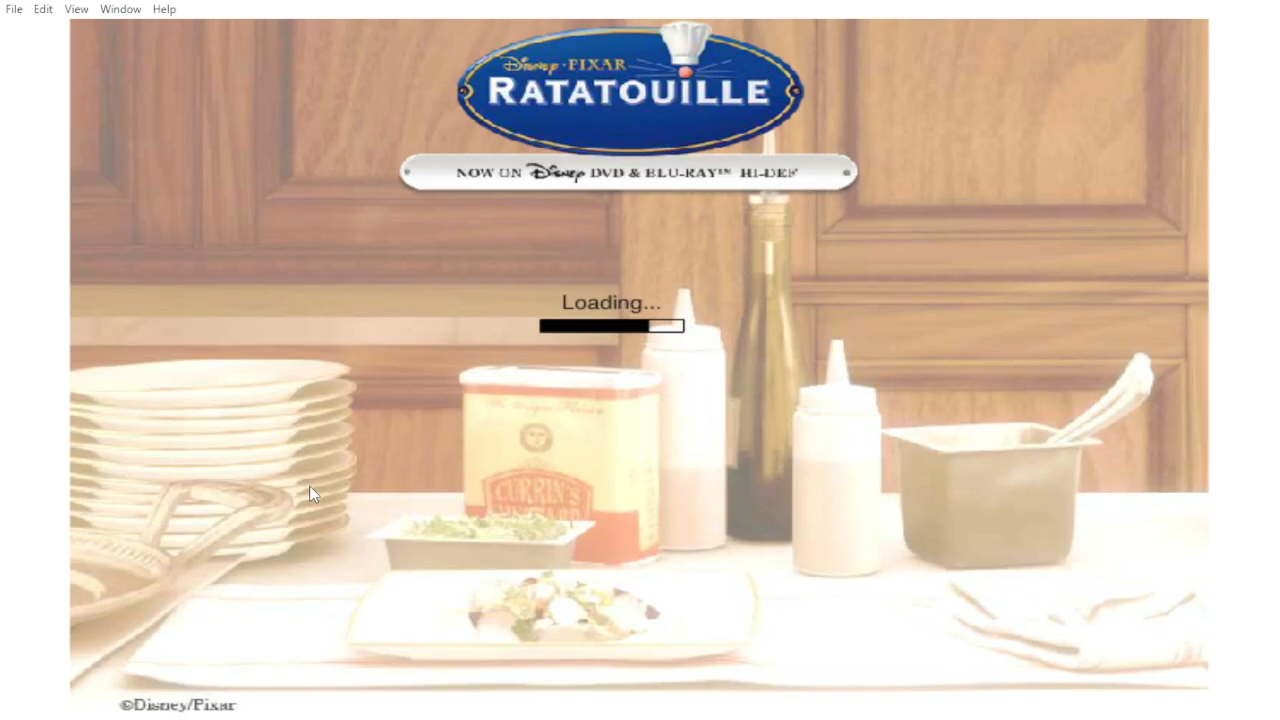 File Edit View Window Help
Disney·PIXAR
RATATOUILLE
NOW ON Disney DVD & BLU-RAY™ HI-DEF
Loading...
CURRIN'S
©Disney/Pixar